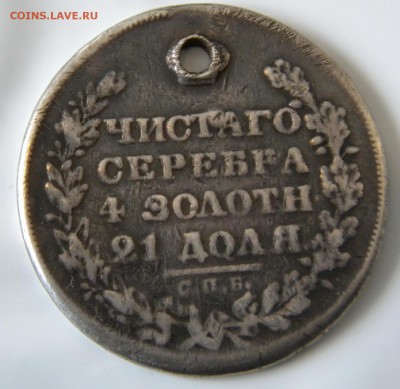 COINS.LAVE.RU
ЧИСТАГО
СЕРЕБРА
4 ЗОЛОТН
21 ДОЛЯ.
С.П.Б.